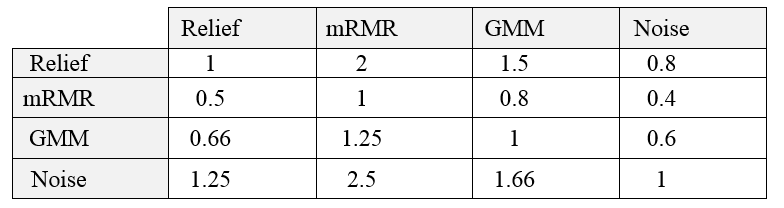 Relief mRMR GMM Noise
Relief 1 2 1.5 0.8
mRMR 0.5 1 0.8 0.4
GMM 0.66 1.25 1 0.6
Noise 1.25 2.5 1.66 1